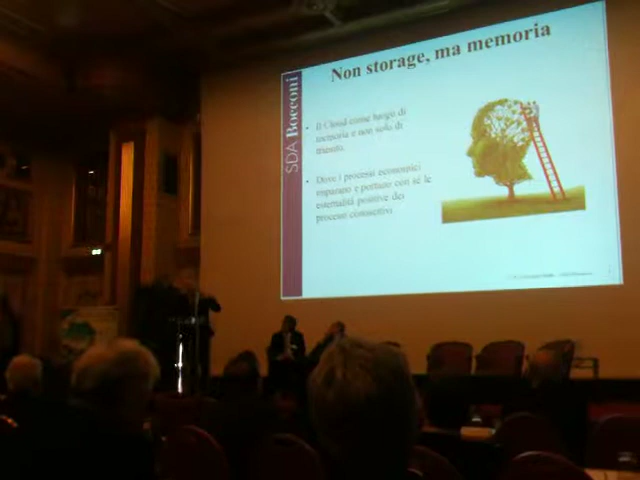 Non storage, ma memoria
SDA Bocconi
• Il Cloud come luogo di
memoria e non solo di
transito.
• Dove i processi economici
imparano e portano con sé le
esternalità positive dei
processi conoscitivi